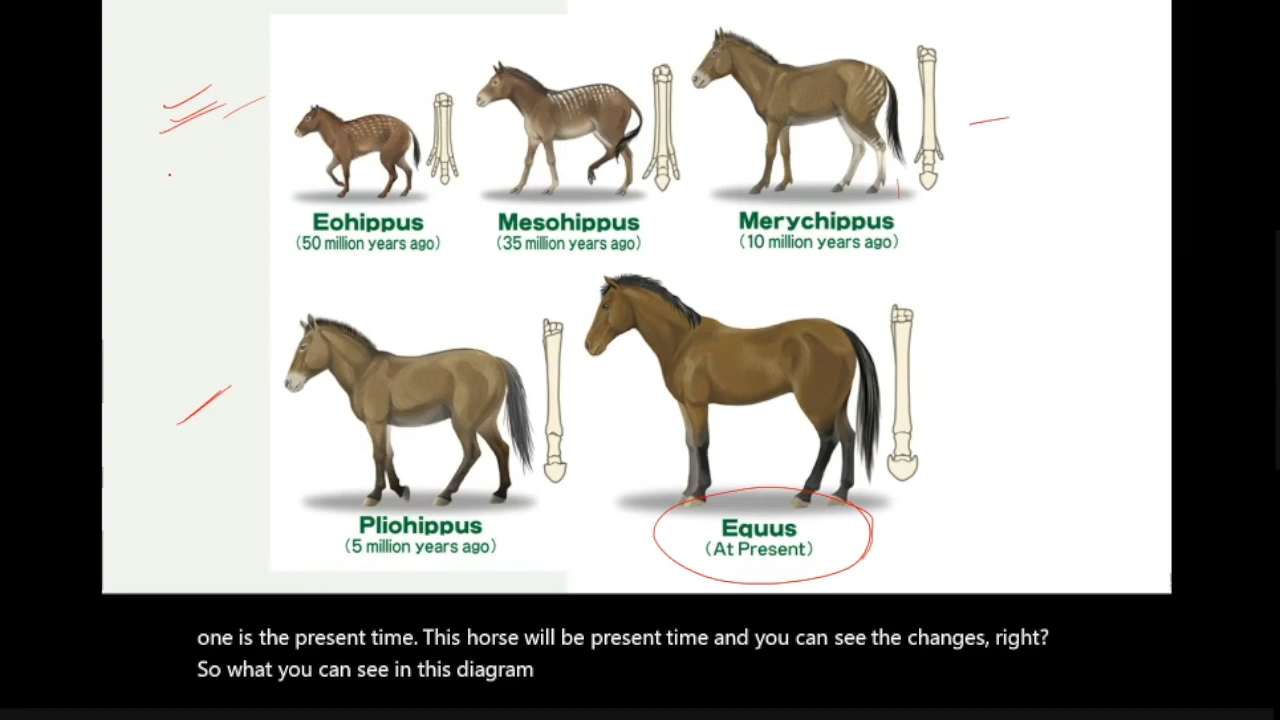 Eohippus
(50 million years ago)
Mesohippus
(35 million years ago)
Merychippus
(10 million years ago)
Pliohippus
(5 million years ago)
Equus
(At Present)
one is the present time. This horse will be present time and you can see the changes, right?
So what you can see in this diagram